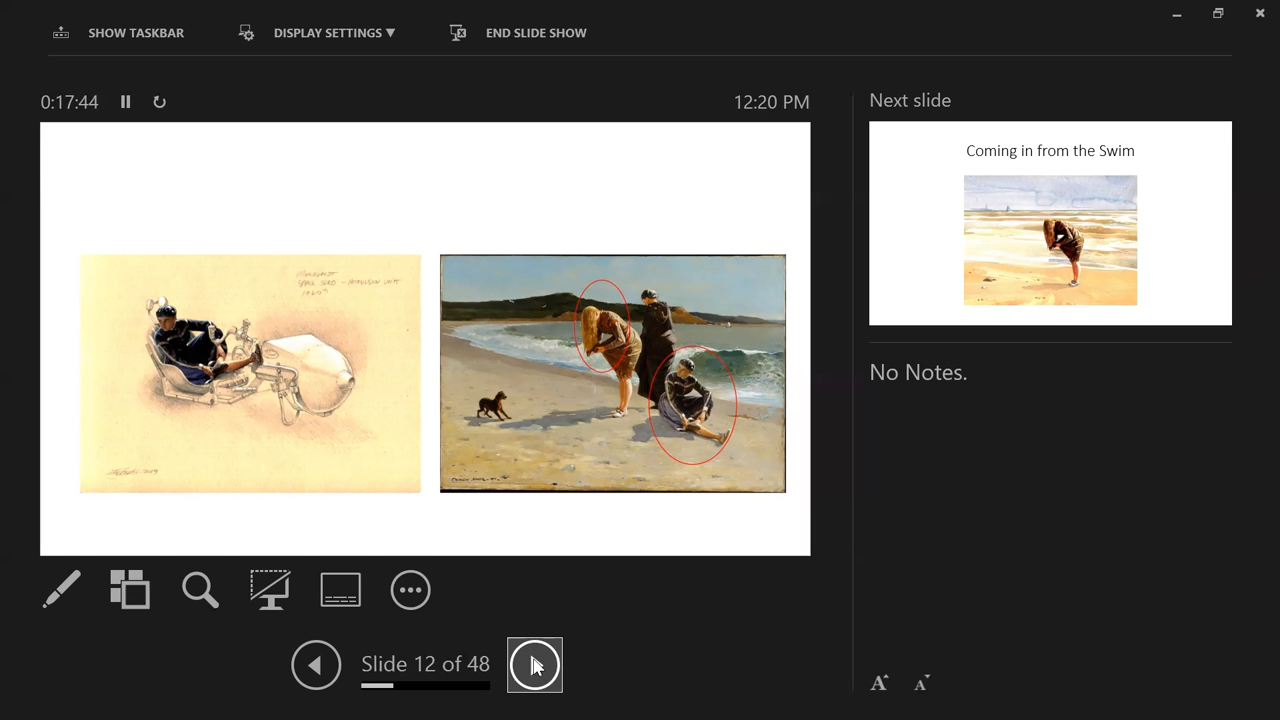 SHOW TASKBAR
DISPLAY SETTINGS ▼
END SLIDE SHOW
0:17:44
12:20 PM
Next slide
Coming in from the Swim
No Notes.
Slide 12 of 48
A A